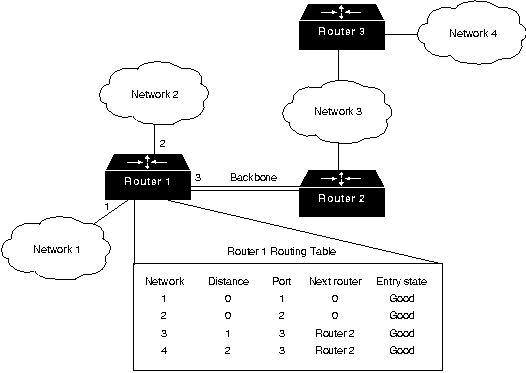 Router 3
Network 4
Network 2
Network 3
2
Router 1
3
Backbone
Router 2
1
Network 1
Router 1 Routing Table
Network Distance Port Next router Entry state
1 0 1 0 Good
2 0 2 0 Good
3 1 3 Router 2 Good
4 2 3 Router 2 Good